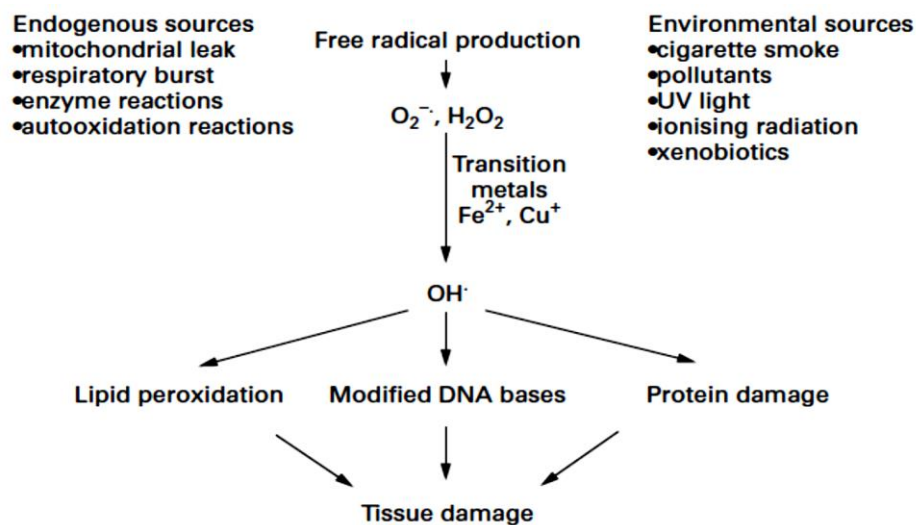 Endogenous sources
•mitochondrial leak
•respiratory burst
•enzyme reactions
•autooxidation reactions
Free radical production
Environmental sources
•cigarette smoke
•pollutants
•UV light
•ionising radiation
•xenobiotics
O₂⁻·, H₂O₂
Transition
metals
Fe²⁺, Cu⁺
OH·
Lipid peroxidation
Modified DNA bases
Protein damage
Tissue damage